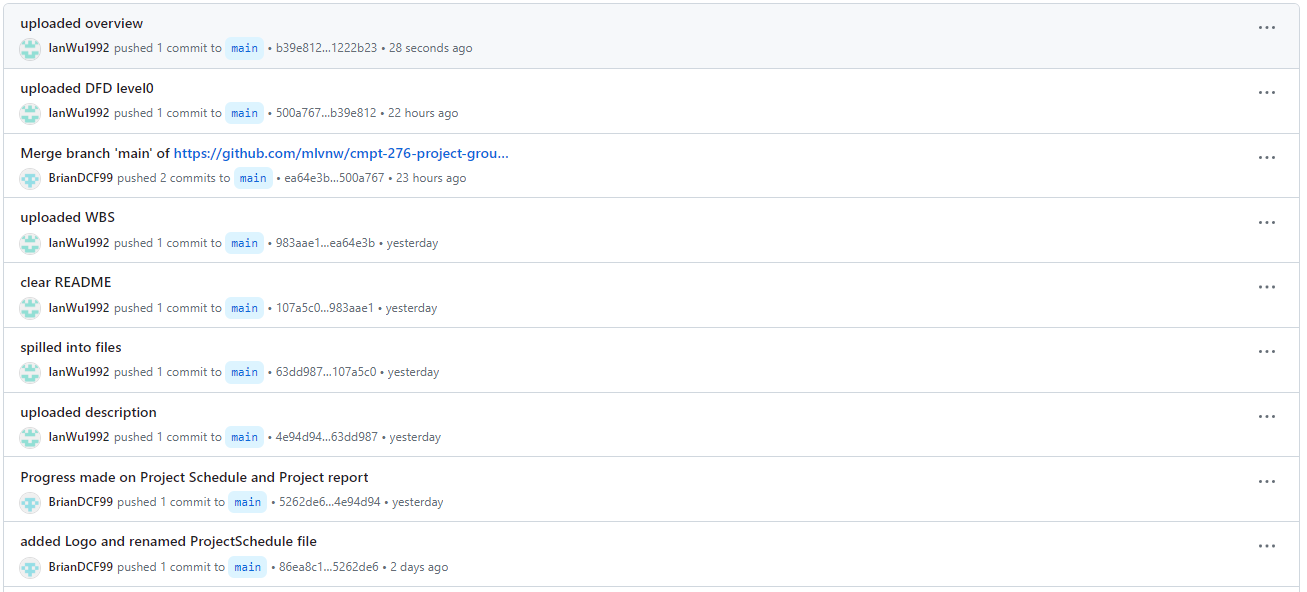 uploaded overview
IanWu1992 pushed 1 commit to main • b39e812...1222b23 • 28 seconds ago
uploaded DFD level0
IanWu1992 pushed 1 commit to main • 500a767...b39e812 • 22 hours ago
Merge branch 'main' of https://github.com/mlvnw/cmpt-276-project-grou...
BrianDCF99 pushed 2 commits to main • ea64e3b...500a767 • 23 hours ago
uploaded WBS
IanWu1992 pushed 1 commit to main • 983aae1...ea64e3b • yesterday
clear README
IanWu1992 pushed 1 commit to main • 107a5c0...983aae1 • yesterday
spilled into files
IanWu1992 pushed 1 commit to main • 63dd987...107a5c0 • yesterday
uploaded description
IanWu1992 pushed 1 commit to main • 4e94d94...63dd987 • yesterday
Progress made on Project Schedule and Project report
BrianDCF99 pushed 1 commit to main • 5262de6...4e94d94 • yesterday
added Logo and renamed ProjectSchedule file
BrianDCF99 pushed 1 commit to main • 86ea8c1...5262de6 • 2 days ago